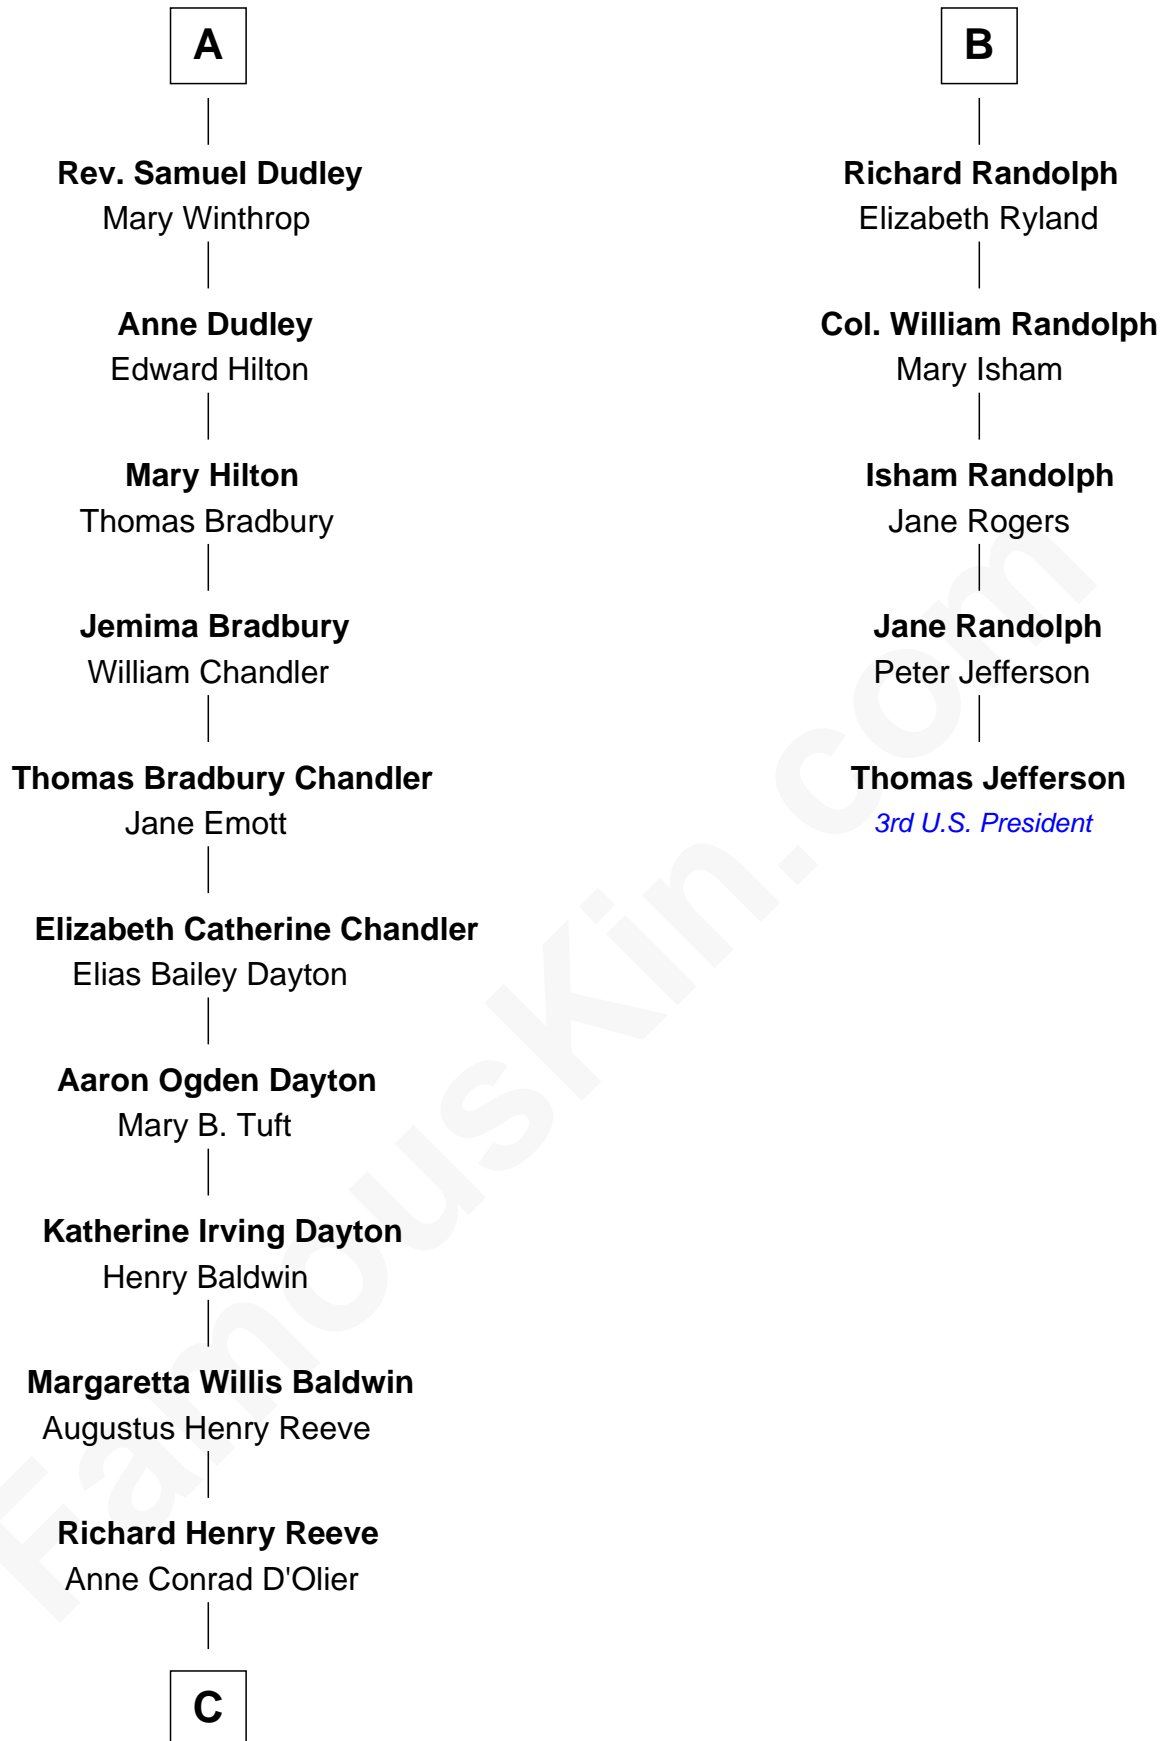 A
Rev. Samuel Dudley
Mary Winthrop
Anne Dudley
Edward Hilton
Mary Hilton
Thomas Bradbury
Jemima Bradbury
William Chandler
Thomas Bradbury Chandler
Jane Emott
Elizabeth Catherine Chandler
Elias Bailey Dayton
Aaron Ogden Dayton
Mary B. Tuft
Katherine Irving Dayton
Henry Baldwin
Margaretta Willis Baldwin
Augustus Henry Reeve
Richard Henry Reeve
Anne Conrad D'Olier
C
B
Richard Randolph
Elizabeth Ryland
Col. William Randolph
Mary Isham
Isham Randolph
Jane Rogers
Jane Randolph
Peter Jefferson
Thomas Jefferson
3rd U.S. President
FamousKin.com